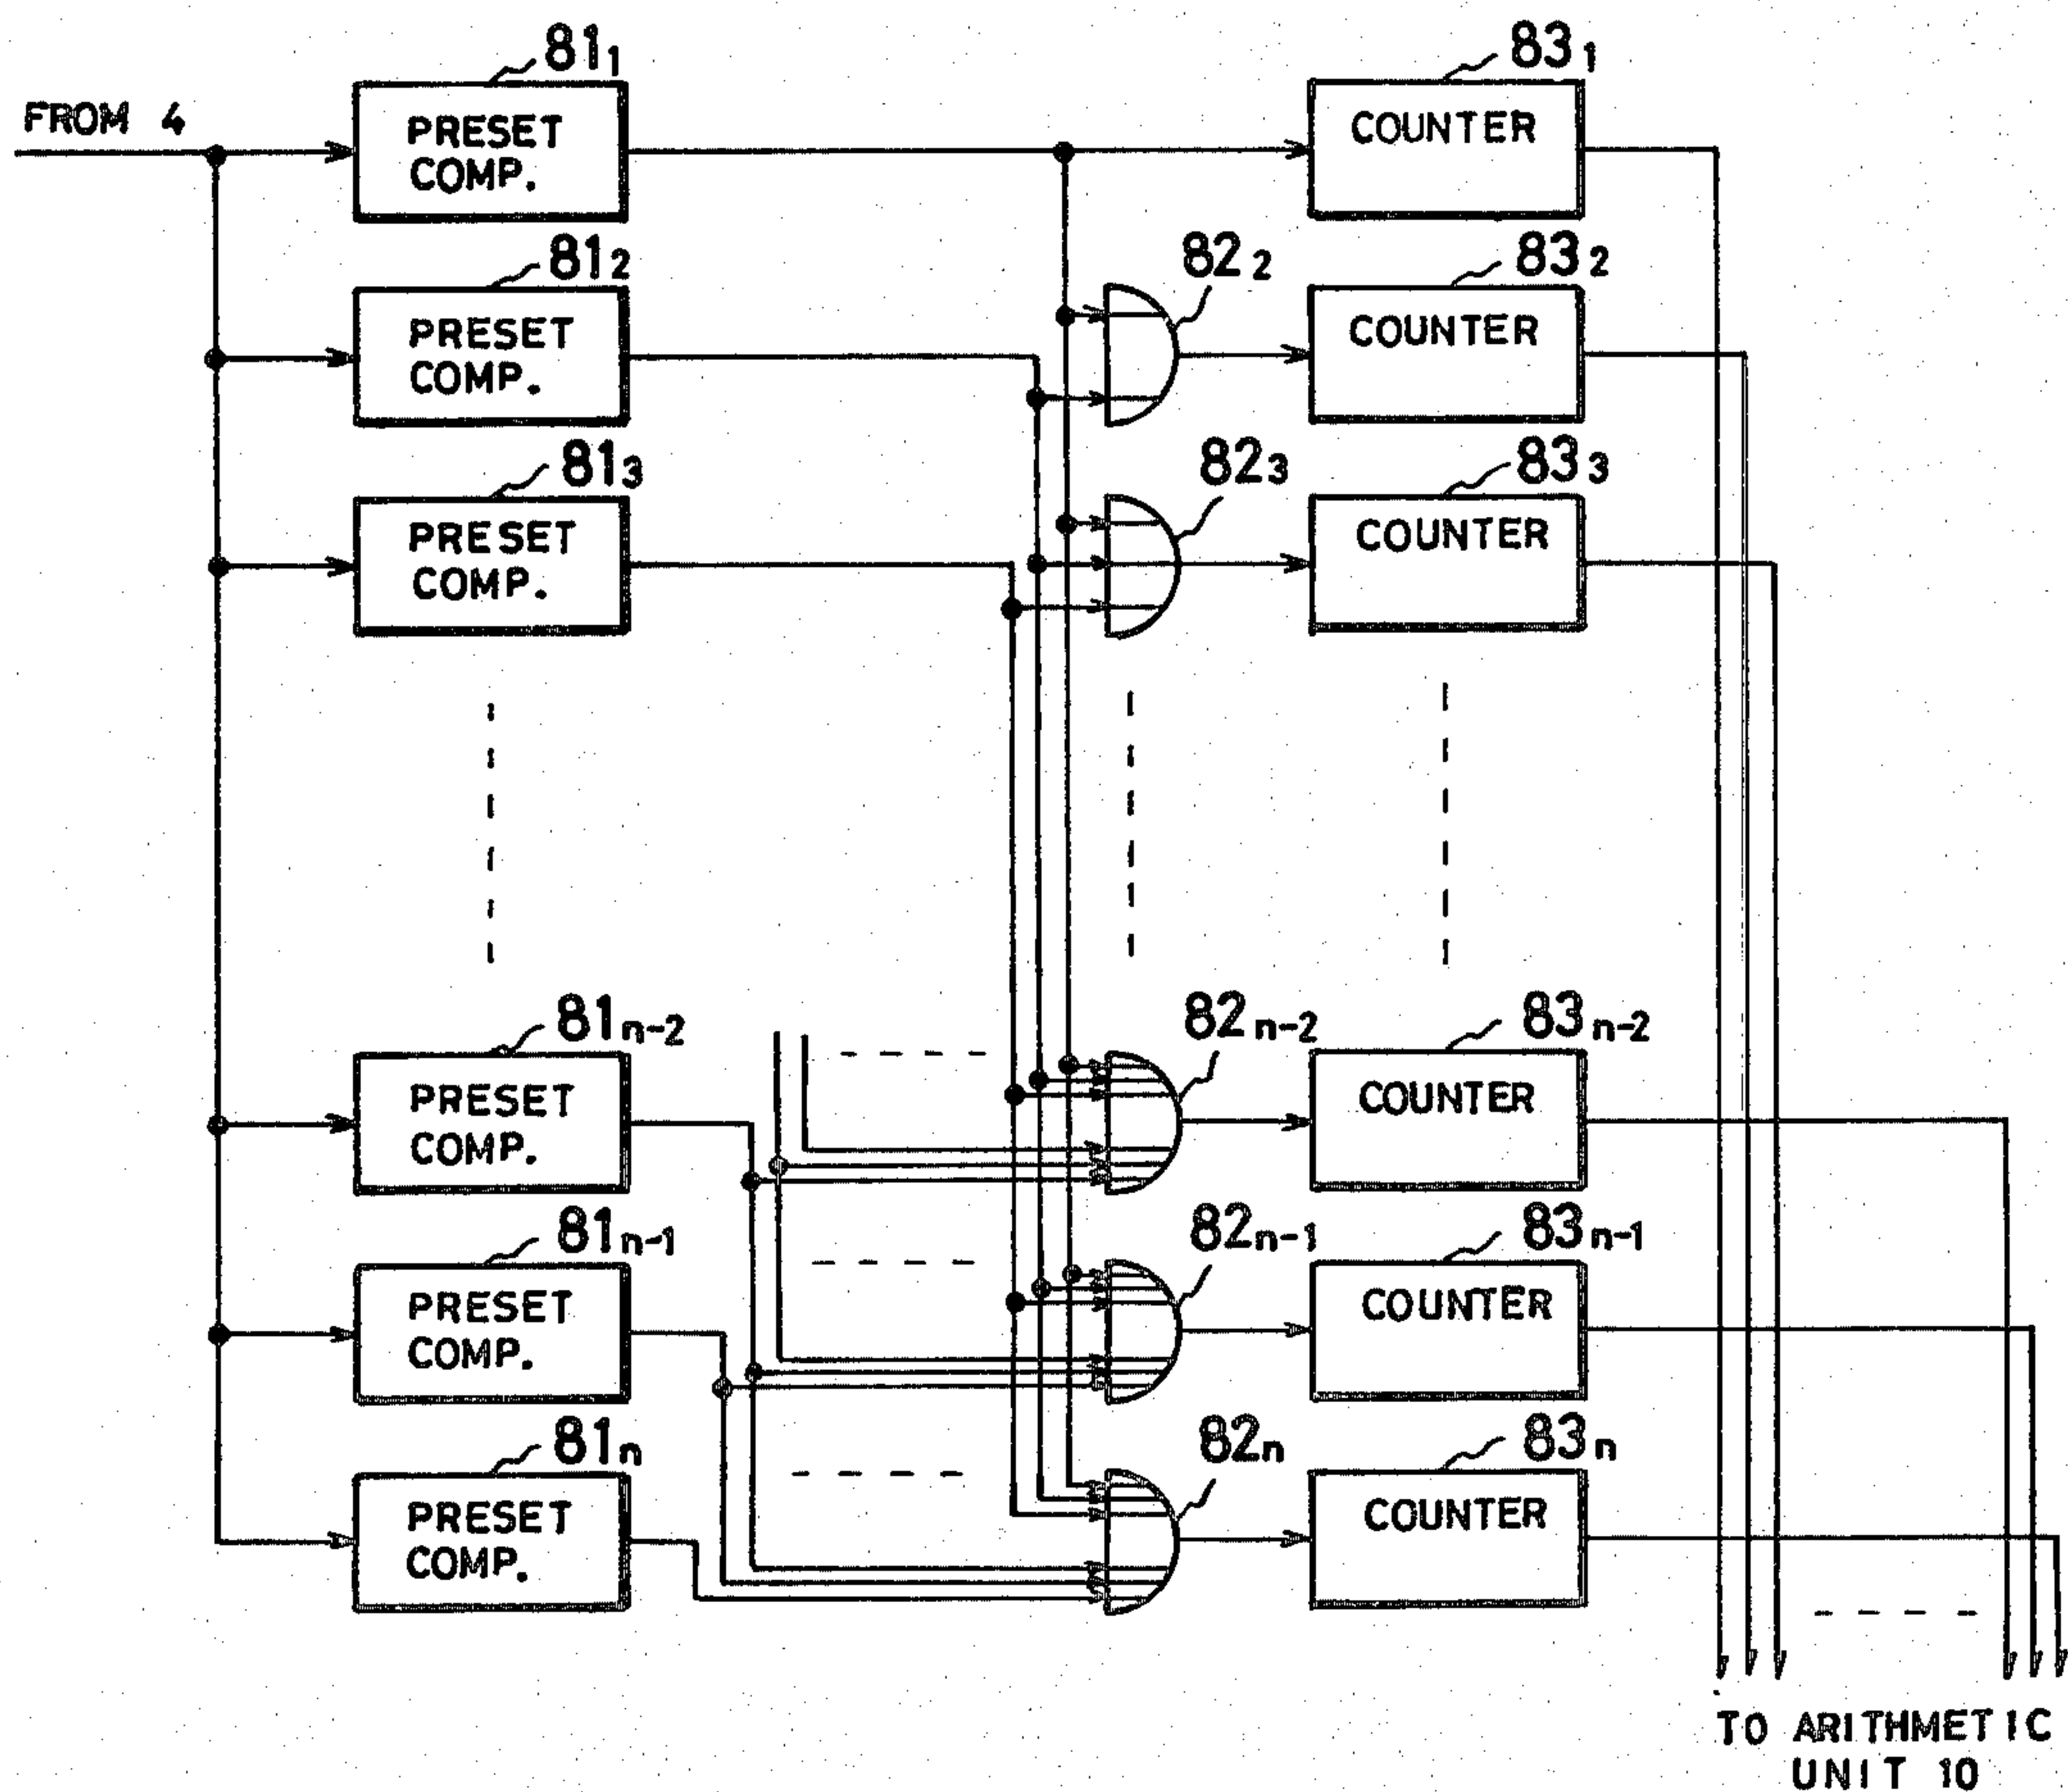 81₁
83₁
FROM 4
PRESET
COMP.
COUNTER
81₂
82₂
83₂
PRESET
COMP.
COUNTER
81₃
82₃
83₃
PRESET
COMP.
COUNTER
81ₙ₋₂
82ₙ₋₂
83ₙ₋₂
PRESET
COMP.
COUNTER
81ₙ₋₁
82ₙ₋₁
83ₙ₋₁
PRESET
COMP.
COUNTER
81ₙ
82ₙ
83ₙ
PRESET
COMP.
COUNTER
TO ARITHMETIC
UNIT 10